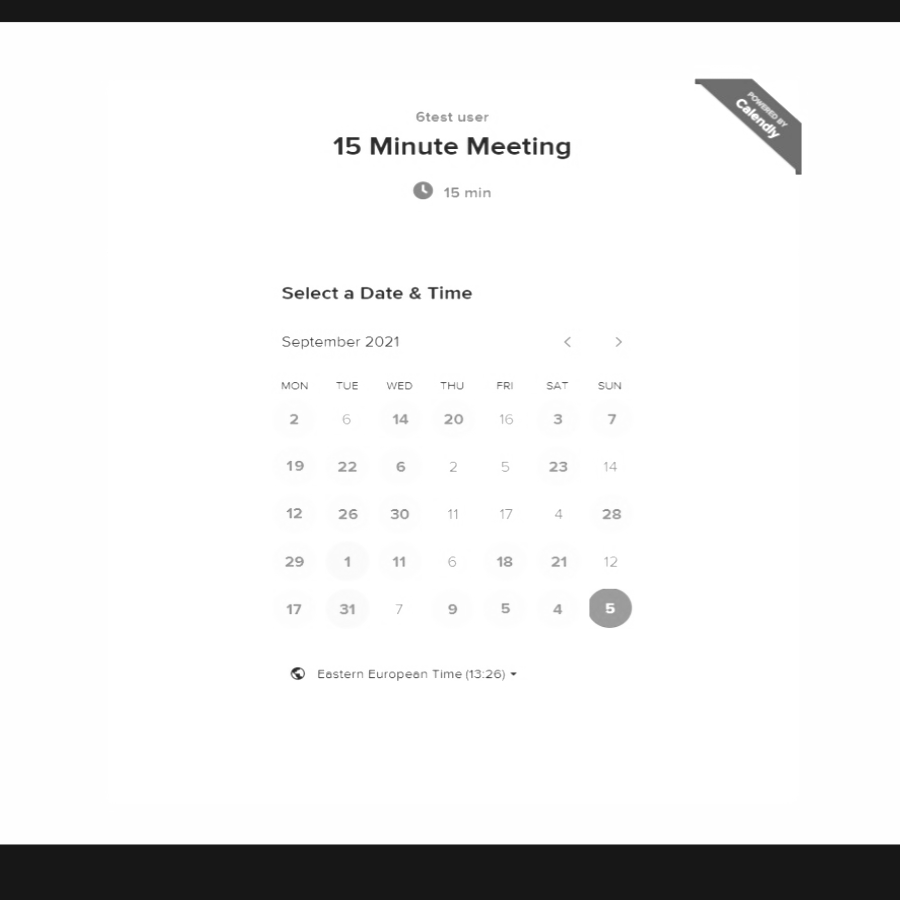 POWERED BY
Calendly
6test user
15 Minute Meeting
15 min
Select a Date & Time
September 2021
MON TUE WED THU FRI SAT SUN
2 6 14 20 16 3 7
19 22 6 2 5 23 14
12 26 30 11 17 4 28
29 1 11 6 18 21 12
17 31 7 9 5 4 5
Eastern European Time (13:26)